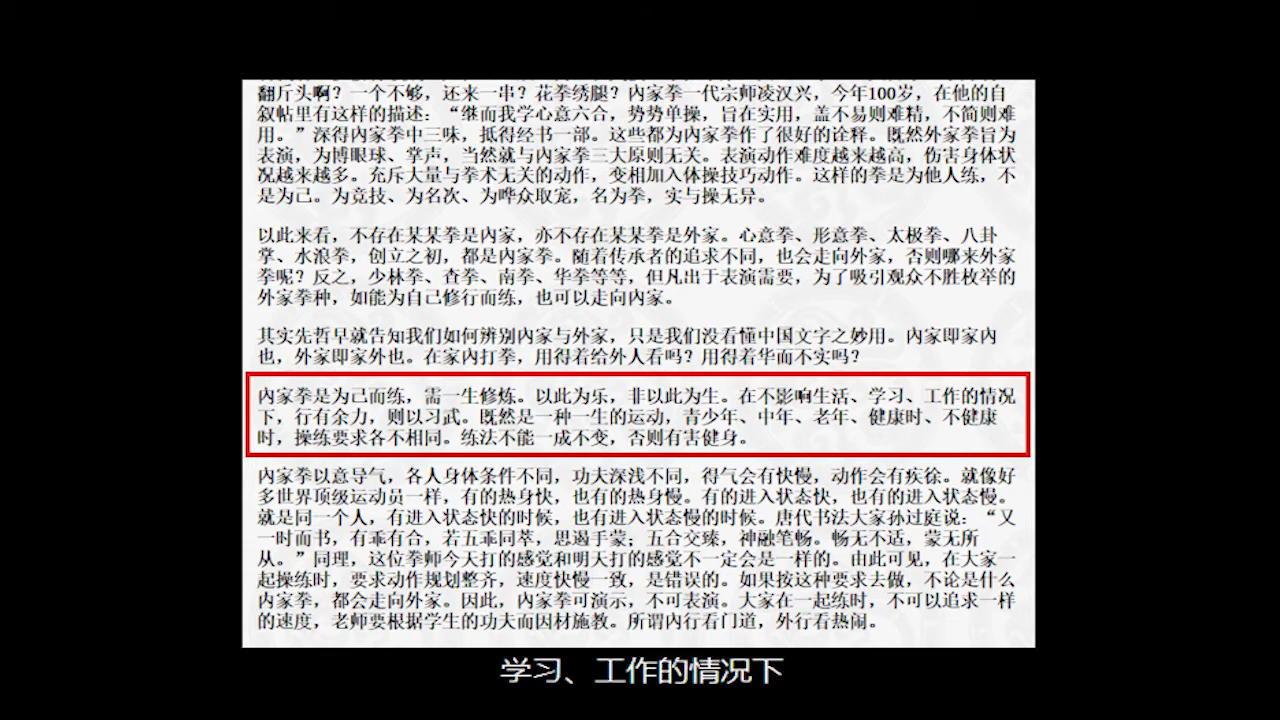 翻斤头啊？一个不够，还来一串？花拳绣腿？内家拳一代宗师凌汉兴，今年100岁，在他的自
叙帖里有这样的描述：“继而我学心意六合，势势单操，旨在实用，盖不易则难精，不简则难
用。”深得内家拳中三味，抵得经书一部。这些都为内家拳作了很好的诠释。既然外家拳旨为
表演，为博眼球、掌声，当然就与内家拳三大原则无关。表演动作难度越来越高，伤害身体状
况越来越多。充斥大量与拳术无关的动作，变相加入体操技巧动作。这样的拳是为他人练，不
是为己。为竞技、为名次、为哗众取宠，名为拳，实与操无异。
以此来看，不存在某某拳是内家，亦不存在某某拳是外家。心意拳、形意拳、太极拳、八卦
掌、水浪拳，创立之初，都是内家拳。随着传承者的追求不同，也会走向外家，否则哪来外家
拳呢？反之，少林拳、查拳、南拳、华拳等等，但凡出于表演需要，为了吸引观众不胜枚举的
外家拳种，如能为自己修行而练，也可以走向内家。
其实先哲早就告知我们如何辨别内家与外家，只是我们没看懂中国文字之妙用。内家即家内
也，外家即家外也。在家内打拳，用得着给外人看吗？用得着华而不实吗？
内家拳是为己而练，需一生修炼。以此为乐，非以此为生。在不影响生活、学习、工作的情况
下，行有余力，则以习武。既然是一种一生的运动，青少年、中年、老年、健康时、不健康
时，操练要求各不相同。练法不能一成不变，否则有害健身。
内家拳以意导气，各人身体条件不同，功夫深浅不同，得气会有快慢，动作会有疾徐。就像好
多世界顶级运动员一样，有的热身快，也有的热身慢。有的进入状态快，也有的进入状态慢。
就是同一个人，有进入状态快的时候，也有进入状态慢的时候。唐代书法大家孙过庭说：“又
一时而书，有乖有合，若五乖同萃，思遏手蒙；五合交臻，神融笔畅。畅无不适，蒙无所
从。”同理，这位拳师今天打的感觉和明天打的感觉不一定会是一样的。由此可见，在大家一
起操练时，要求动作规划整齐，速度快慢一致，是错误的。如果按这种要求去做，不论是什么
内家拳，都会走向外家。因此，内家拳可演示，不可表演。大家在一起练时，不可以追求一样
的速度，老师要根据学生的功夫而因材施教。所谓内行看门道，外行看热闹。
学习、工作的情况下